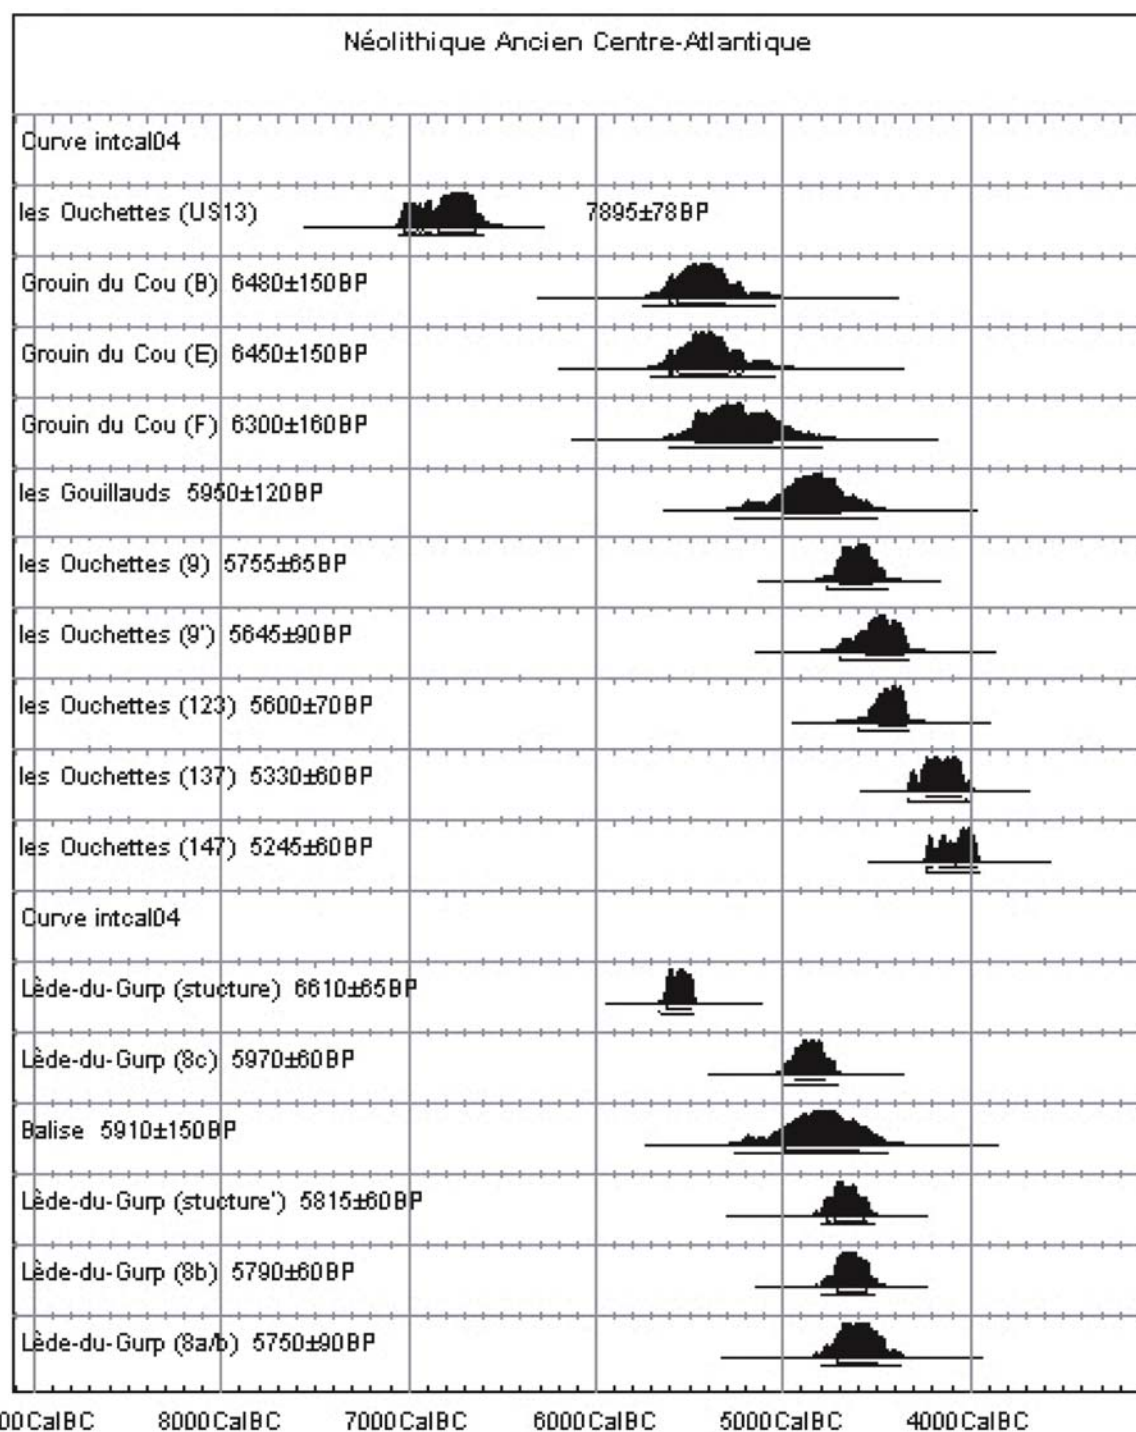 Néolithique Ancien Centre-Atlantique
Curve intcal04
les Ouchettes (US13) 7895±78BP
Grouin du Cou (B) 6480±150BP
Grouin du Cou (E) 6450±150BP
Grouin du Cou (F) 6300±160BP
les Gouillauds 5950±120BP
les Ouchettes (9) 5755±65BP
les Ouchettes (9') 5645±90BP
les Ouchettes (123) 5600±70BP
les Ouchettes (137) 5330±60BP
les Ouchettes (147) 5245±60BP
Curve intcal04
Lède-du-Gurp (stucture) 6610±65BP
Lède-du-Gurp (8c) 5970±60BP
Balise 5910±150BP
Lède-du-Gurp (stucture') 5815±60BP
Lède-du-Gurp (8b) 5790±60BP
Lède-du-Gurp (8a/b) 5750±90BP
00CalBC 8000CalBC 7000CalBC 6000CalBC 5000CalBC 4000CalBC